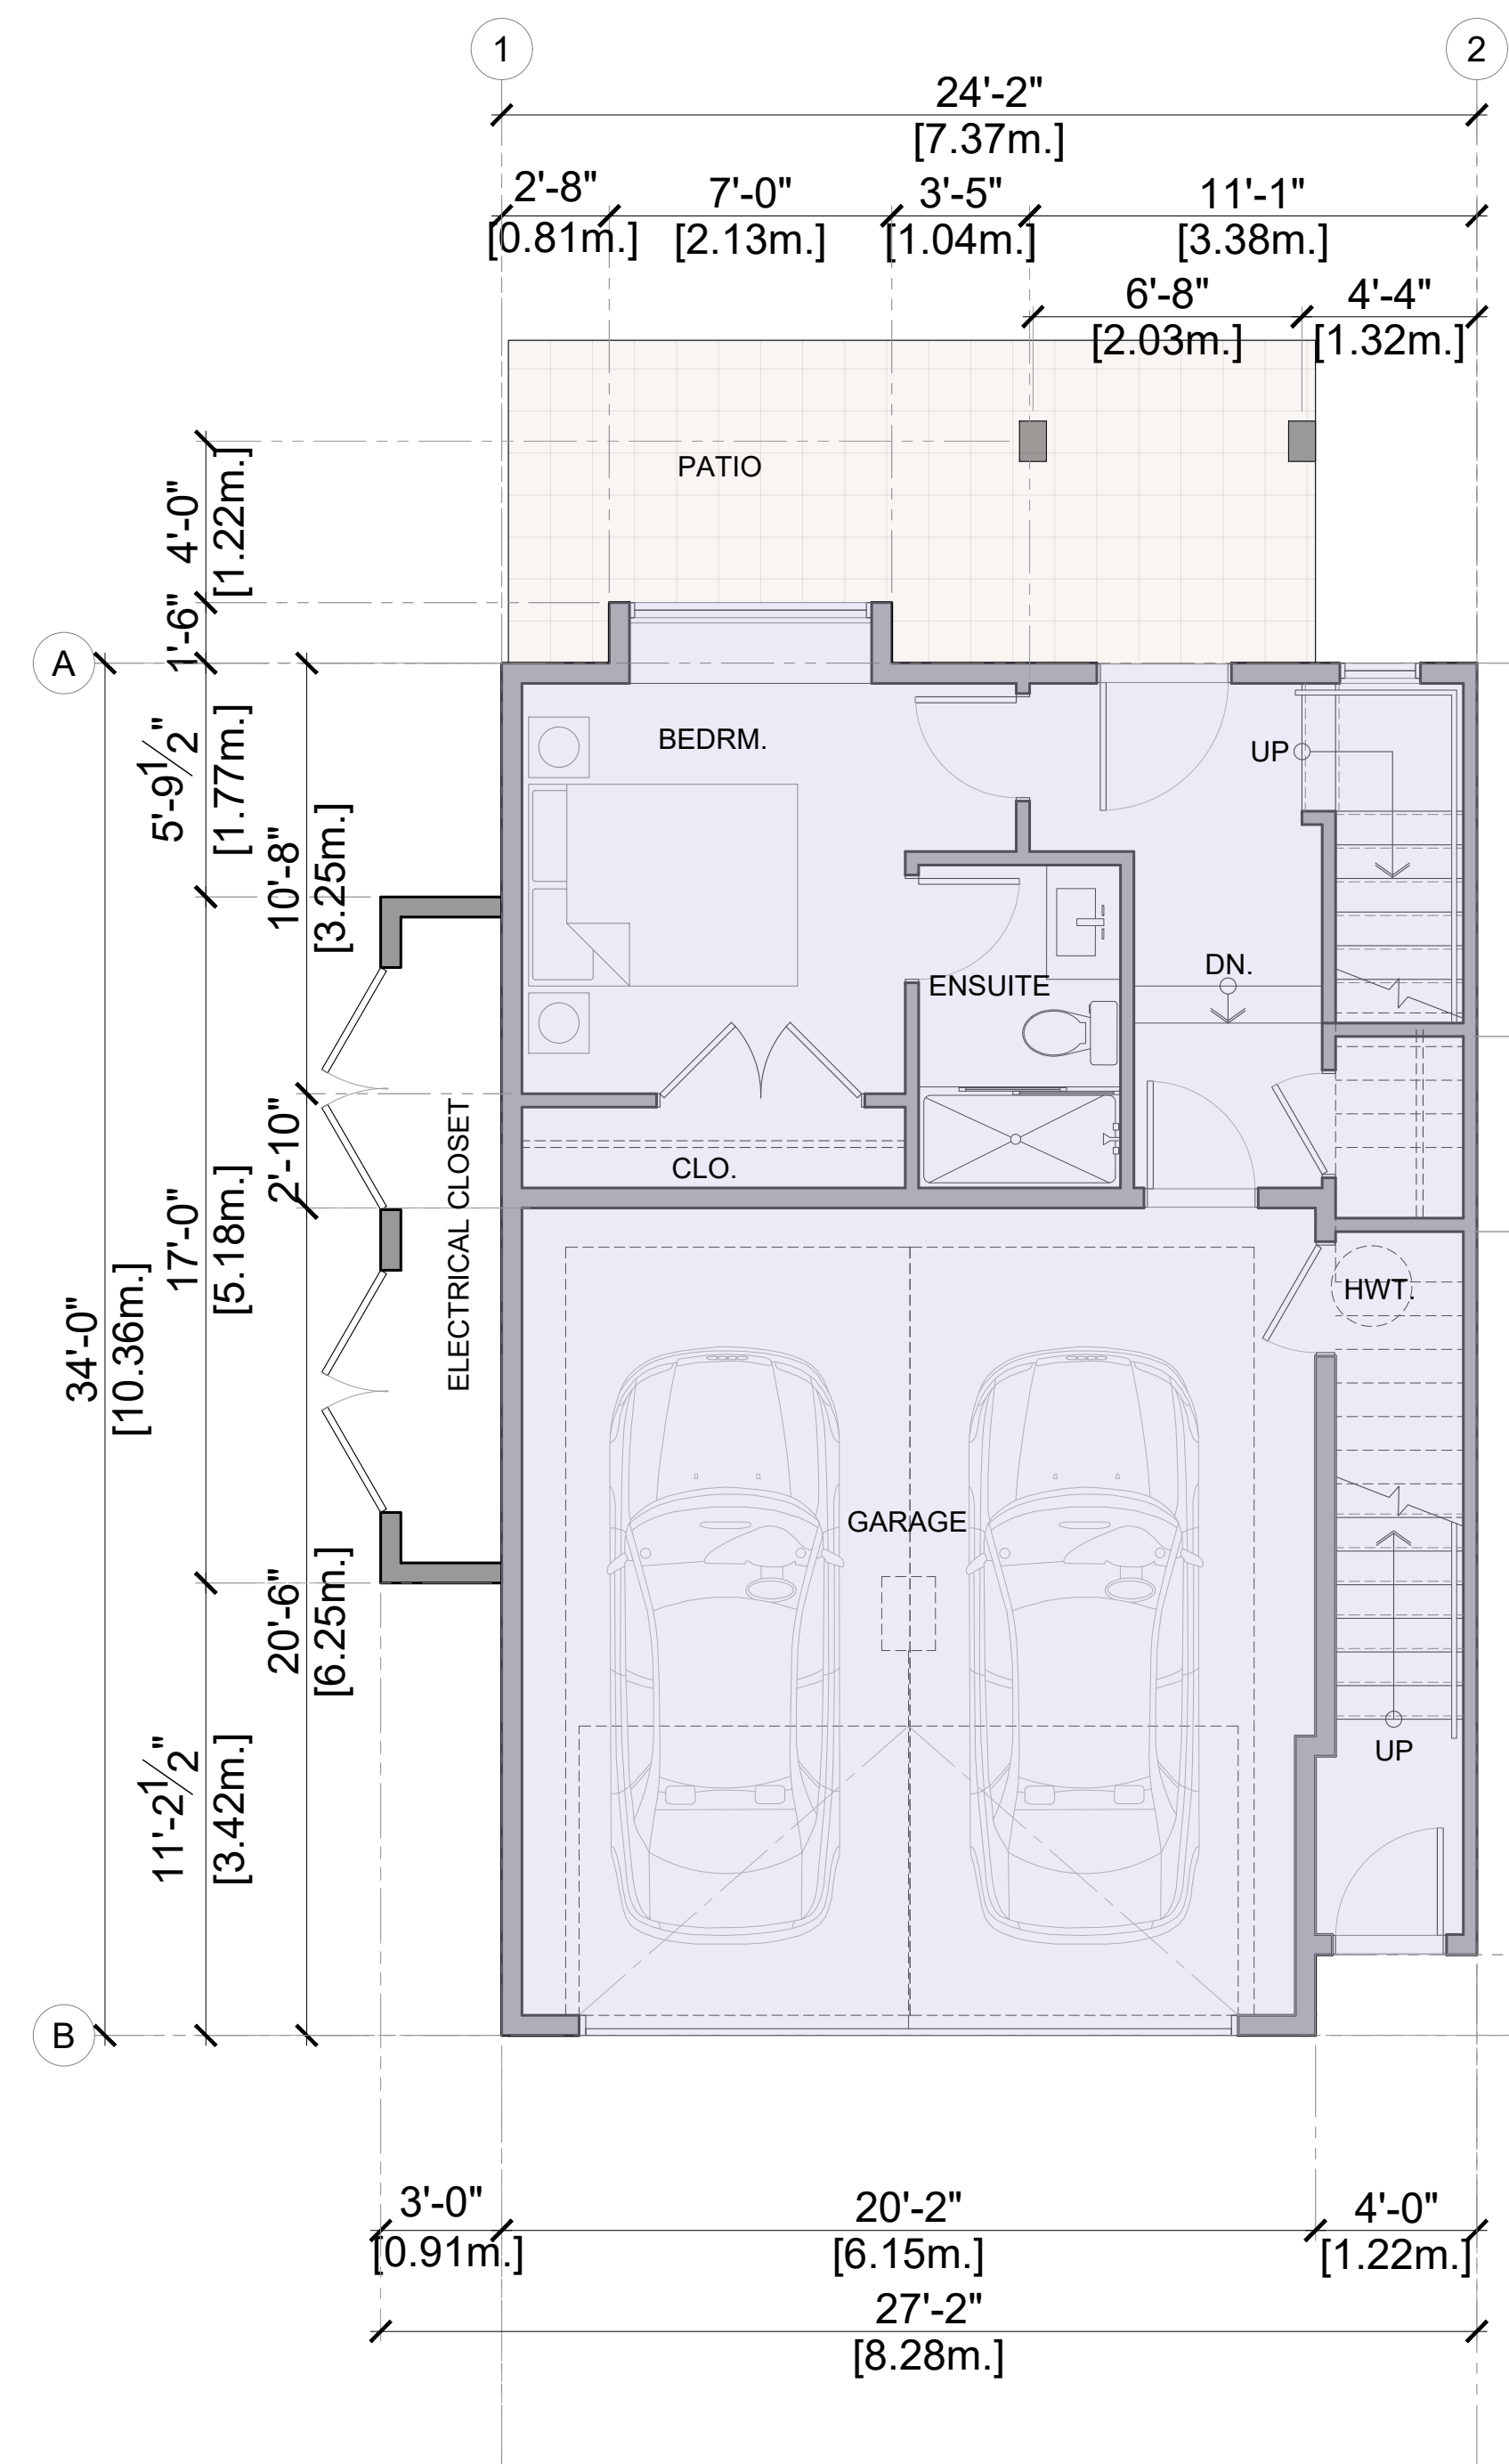 1
2
24'-2"
[7.37m.]
2'-8"
7'-0"
3'-5"
11'-1"
[0.81m.]
[2.13m.]
[1.04m.]
[3.38m.]
6'-8"
4'-4"
[2.03m.]
[1.32m.]
4'-0"
[1.22m.]
PATIO
1'-6"
A
5'-9 1/2"
[1.77m.]
BEDRM.
UP
10'-8"
[3.25m.]
DN.
ENSUITE
2'-10"
ELECTRICAL CLOSET
CLO.
17'-0"
[5.18m.]
HWT.
34'-0"
[10.36m.]
GARAGE
20'-6"
[6.25m.]
UP
11'-2 1/2"
[3.42m.]
B
3'-0"
20'-2"
4'-0"
[0.91m.]
[6.15m.]
[1.22m.]
27'-2"
[8.28m.]